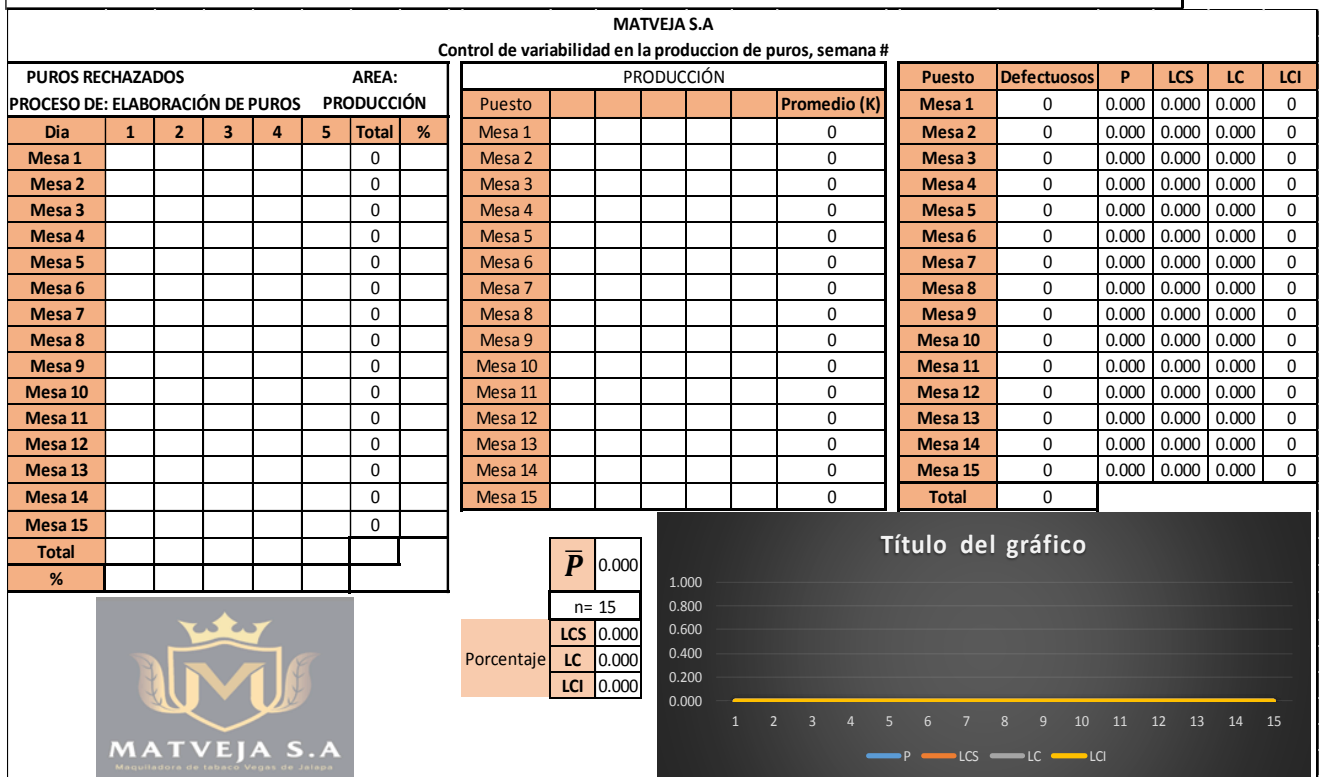 MATVEJA S.A
Control de variabilidad en la produccion de puros, semana #
PUROS RECHAZADOS AREA:
PROCESO DE: ELABORACIÓN DE PUROS PRODUCCIÓN
Dia 1 2 3 4 5 Total %
Mesa 1 0
Mesa 2 0
Mesa 3 0
Mesa 4 0
Mesa 5 0
Mesa 6 0
Mesa 7 0
Mesa 8 0
Mesa 9 0
Mesa 10 0
Mesa 11 0
Mesa 12 0
Mesa 13 0
Mesa 14 0
Mesa 15 0
Total
%
PRODUCCIÓN
Puesto Promedio (K)
Mesa 1 0
Mesa 2 0
Mesa 3 0
Mesa 4 0
Mesa 5 0
Mesa 6 0
Mesa 7 0
Mesa 8 0
Mesa 9 0
Mesa 10 0
Mesa 11 0
Mesa 12 0
Mesa 13 0
Mesa 14 0
Mesa 15 0
Puesto Defectuosos P LCS LC LCI
Mesa 1 0 0.000 0.000 0.000 0
Mesa 2 0 0.000 0.000 0.000 0
Mesa 3 0 0.000 0.000 0.000 0
Mesa 4 0 0.000 0.000 0.000 0
Mesa 5 0 0.000 0.000 0.000 0
Mesa 6 0 0.000 0.000 0.000 0
Mesa 7 0 0.000 0.000 0.000 0
Mesa 8 0 0.000 0.000 0.000 0
Mesa 9 0 0.000 0.000 0.000 0
Mesa 10 0 0.000 0.000 0.000 0
Mesa 11 0 0.000 0.000 0.000 0
Mesa 12 0 0.000 0.000 0.000 0
Mesa 13 0 0.000 0.000 0.000 0
Mesa 14 0 0.000 0.000 0.000 0
Mesa 15 0 0.000 0.000 0.000 0
Total 0
P̅ 0.000
n= 15
Porcentaje
LCS 0.000
LC 0.000
LCI 0.000
Título del gráfico
1.000
0.800
0.600
0.400
0.200
0.000
1 2 3 4 5 6 7 8 9 10 11 12 13 14 15
P LCS LC LCI
M
MATVEJA S.A
Maquiladora de tabaco Vegas de Jalapa